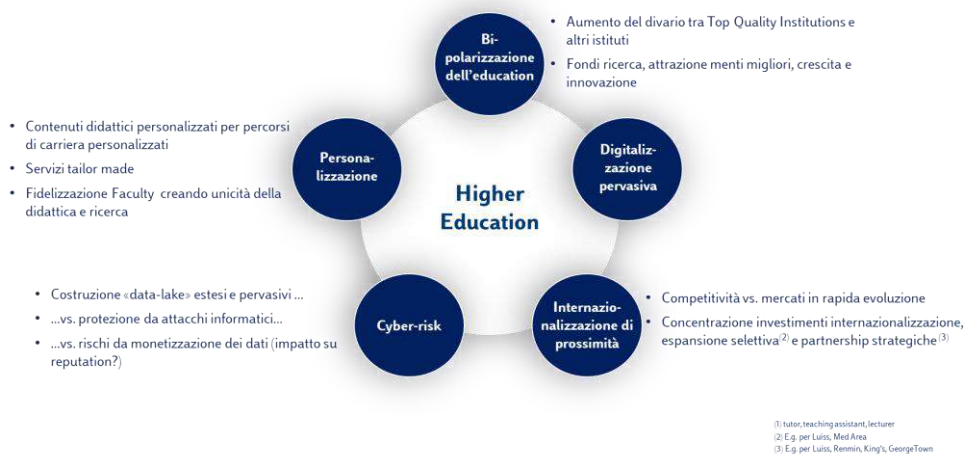 Bi-
polarizzazione
dell'education
• Aumento del divario tra Top Quality Institutions e
altri istituti
• Fondi ricerca, attrazione menti migliori, crescita e
innovazione
• Contenuti didattici personalizzati per percorsi
di carriera personalizzati
• Servizi tailor made
• Fidelizzazione Faculty creando unicità della
didattica e ricerca
Persona-
lizzazione
Digitaliz-
zazione
pervasiva
Higher
Education
• Costruzione «data-lake» estesi e pervasivi ...
• ...vs. protezione da attacchi informatici...
• ...vs. rischi da monetizzazione dei dati (impatto su
reputation?)
Cyber-risk
Internazio-
nalizzazione di
prossimità
• Competitività vs. mercati in rapida evoluzione
• Concentrazione investimenti internazionalizzazione,
espansione selettiva(2) e partnership strategiche(3)
(1) tutor, teaching assistant, lecturer
(2) E.g. per Luiss, Med Area
(3) E.g. per Luiss, Renmin, King's, GeorgeTown